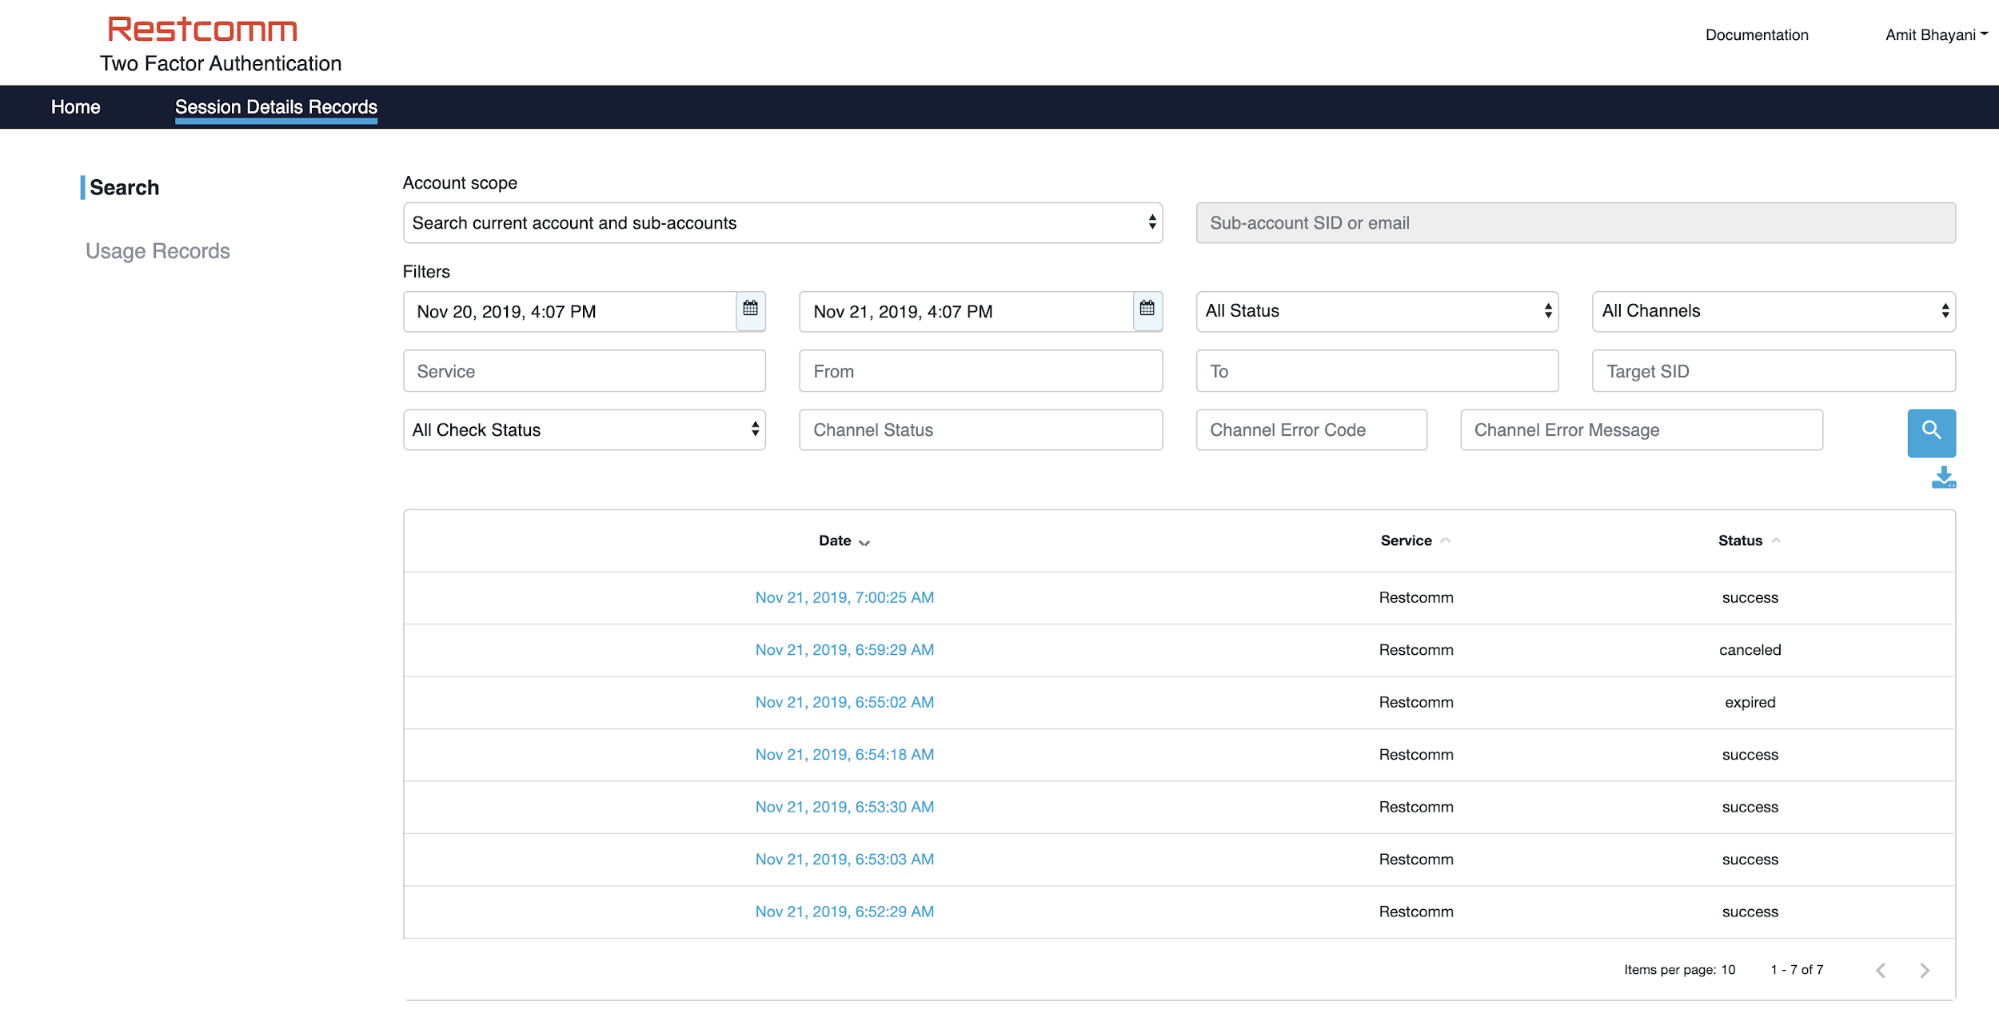 Restcomm
Two Factor Authentication
Documentation
Amit Bhayani
Home
Session Details Records
Search
Usage Records
Account scope
Search current account and sub-accounts
Sub-account SID or email
Filters
Nov 20, 2019, 4:07 PM
Nov 21, 2019, 4:07 PM
All Status
All Channels
Service
From
To
Target SID
All Check Status
Channel Status
Channel Error Code
Channel Error Message
Date Service Status
Nov 21, 2019, 7:00:25 AM Restcomm success
Nov 21, 2019, 6:59:29 AM Restcomm canceled
Nov 21, 2019, 6:55:02 AM Restcomm expired
Nov 21, 2019, 6:54:18 AM Restcomm success
Nov 21, 2019, 6:53:30 AM Restcomm success
Nov 21, 2019, 6:53:03 AM Restcomm success
Nov 21, 2019, 6:52:29 AM Restcomm success
Items per page: 10 1 - 7 of 7